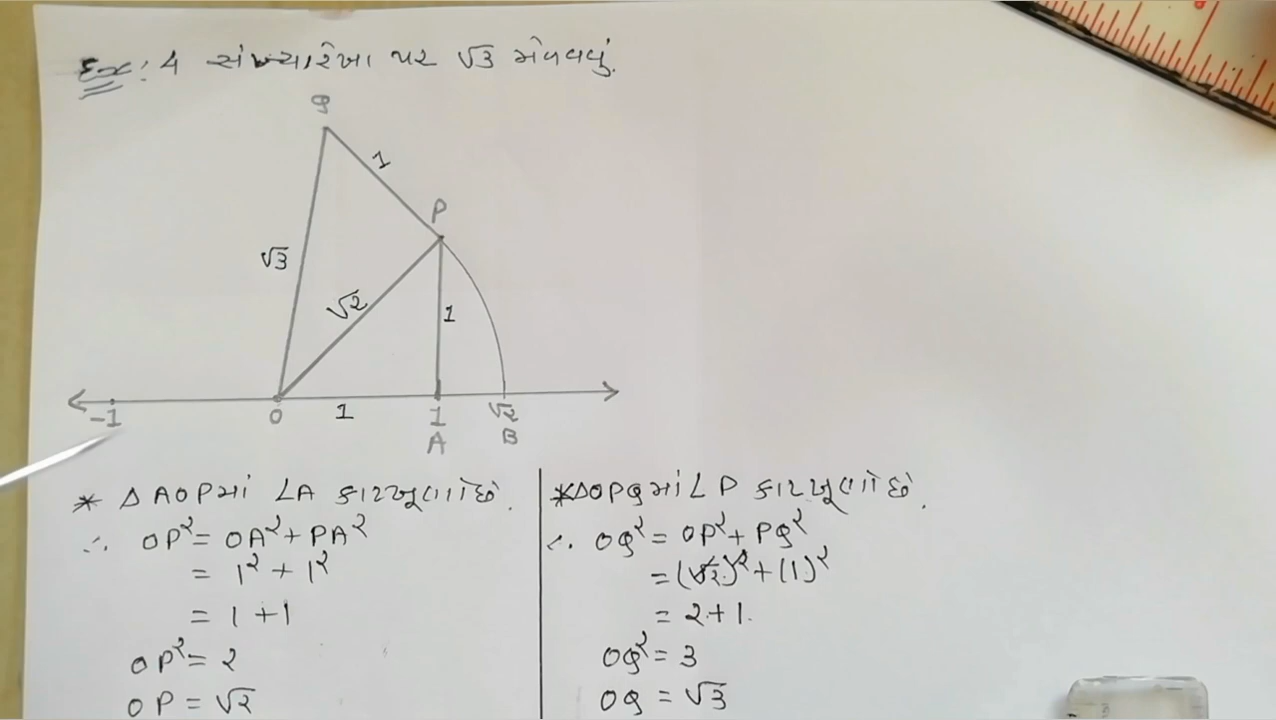 Ex: 4 સંખ્યારેખા પર √3 મેળવવું.
Q
1
P
√3
√2
1
-1 0 1 1 √2
A B
* Δ AOPમાં ∠A કાટખૂણો છે.
∴ OP² = OA² + PA²
= 1² + 1²
= 1 + 1
OP² = 2
OP = √2
* ΔOPQમાં ∠P કાટખૂણો છે.
∴ OQ² = OP² + PQ²
= (√2)² + (1)²
= 2 + 1
OQ² = 3
OQ = √3